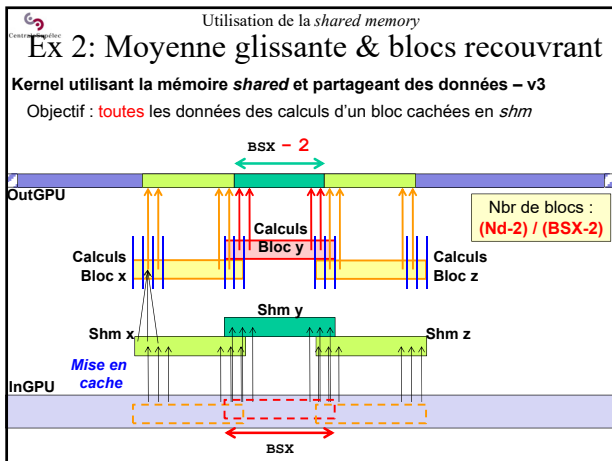 CentraleSupélec
Utilisation de la shared memory
Ex 2: Moyenne glissante & blocs recouvrant
Kernel utilisant la mémoire shared et partageant des données – v3
Objectif : toutes les données des calculs d'un bloc cachées en shm
BSX – 2
OutGPU
Nbr de blocs :
(Nd-2) / (BSX-2)
Calculs
Bloc y
Calculs
Bloc x
Calculs
Bloc z
Shm y
Shm x
Shm z
Mise en
cache
InGPU
BSX